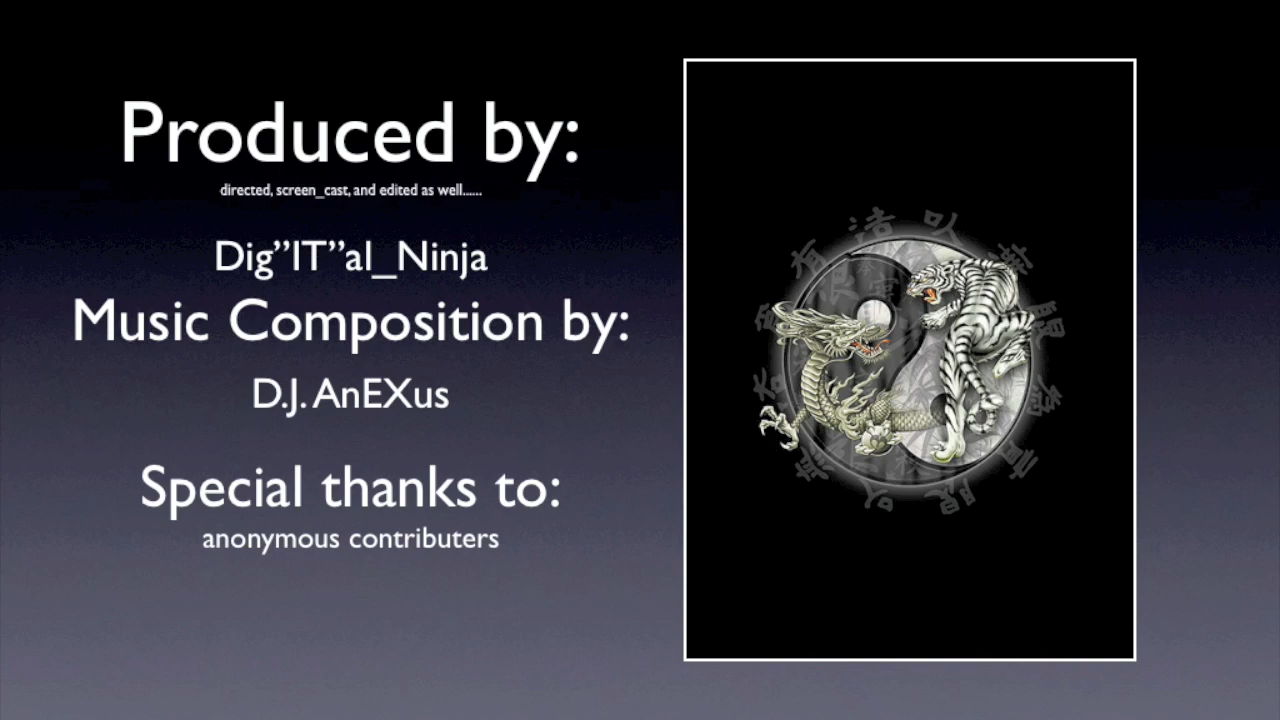 Produced by:
directed, screen_cast, and edited as well......
Dig”IT”al_Ninja
Music Composition by:
D.J. AnEXus
Special thanks to:
anonymous contributers